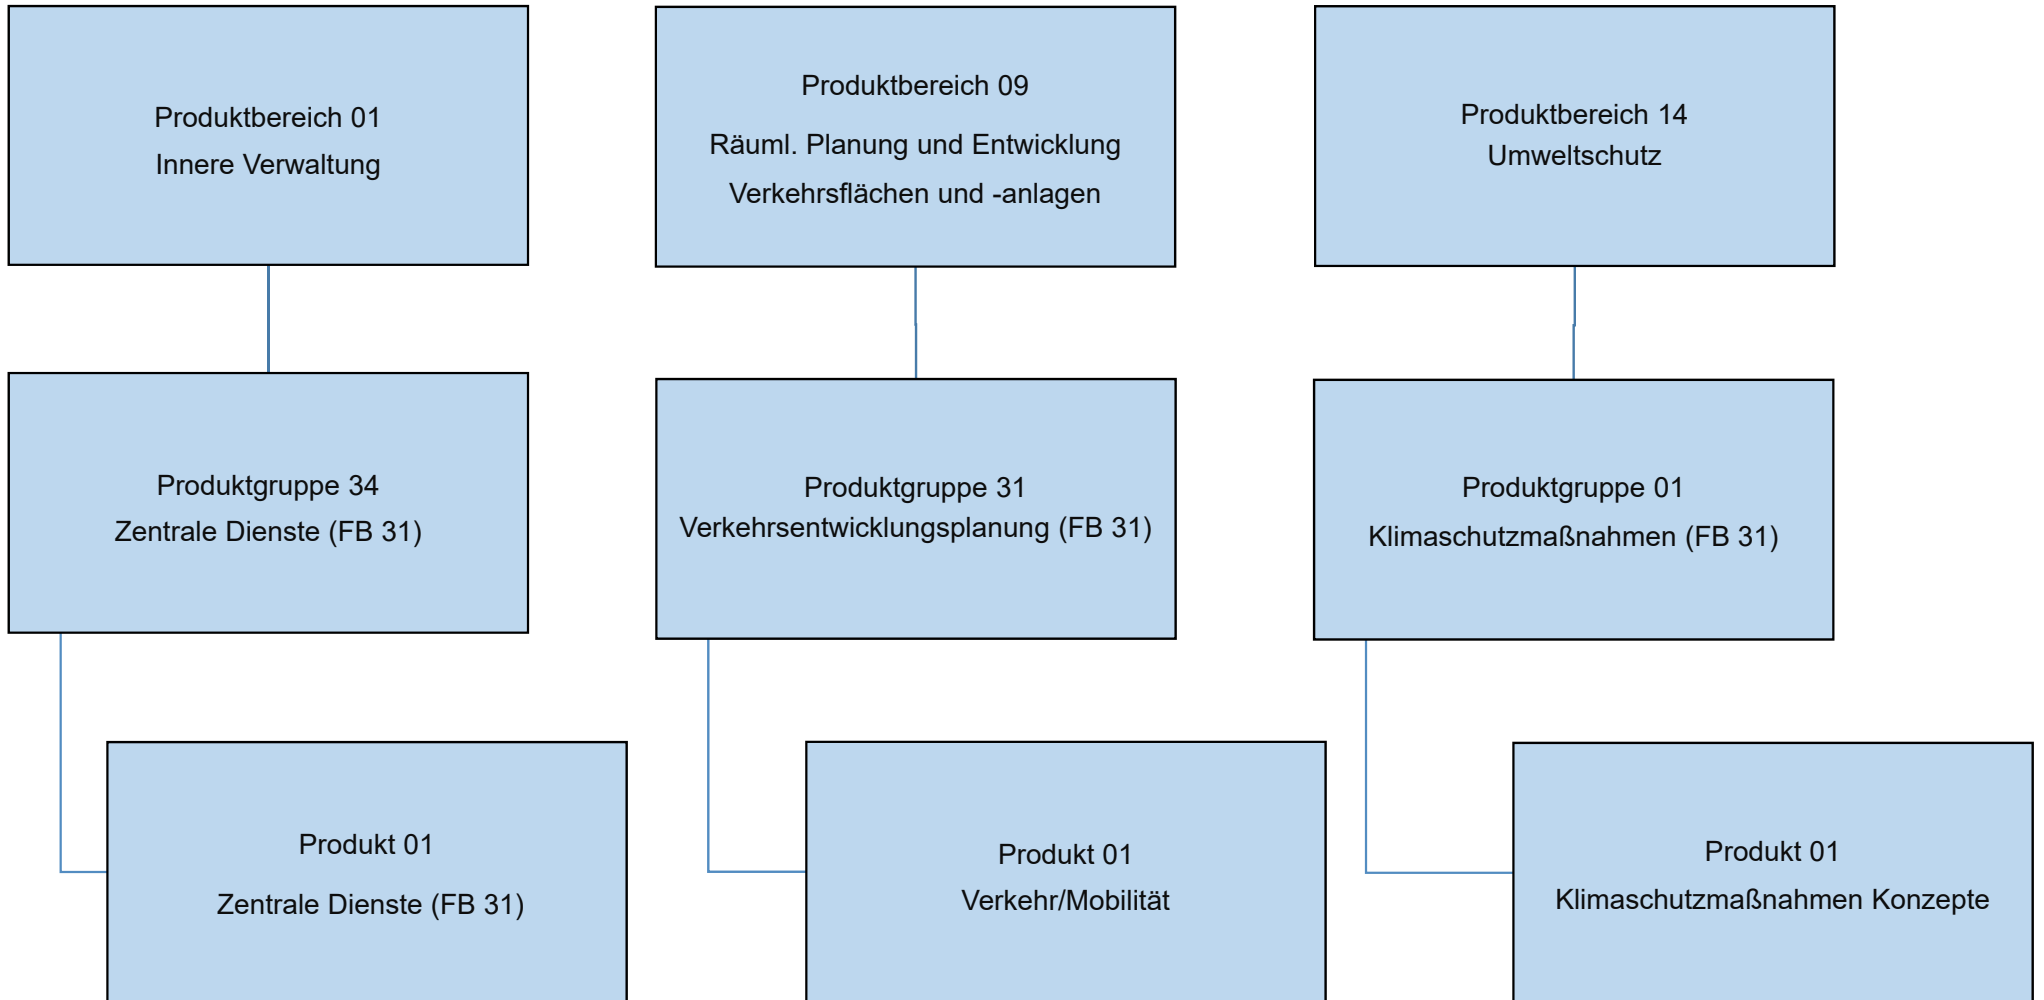 Produktbereich 01
Innere Verwaltung
Produktbereich 09
Räuml. Planung und Entwicklung
Verkehrsflächen und -anlagen
Produktbereich 14
Umweltschutz
Produktgruppe 34
Zentrale Dienste (FB 31)
Produktgruppe 31
Verkehrsentwicklungsplanung (FB 31)
Produktgruppe 01
Klimaschutzmaßnahmen (FB 31)
Produkt 01
Zentrale Dienste (FB 31)
Produkt 01
Verkehr/Mobilität
Produkt 01
Klimaschutzmaßnahmen Konzepte